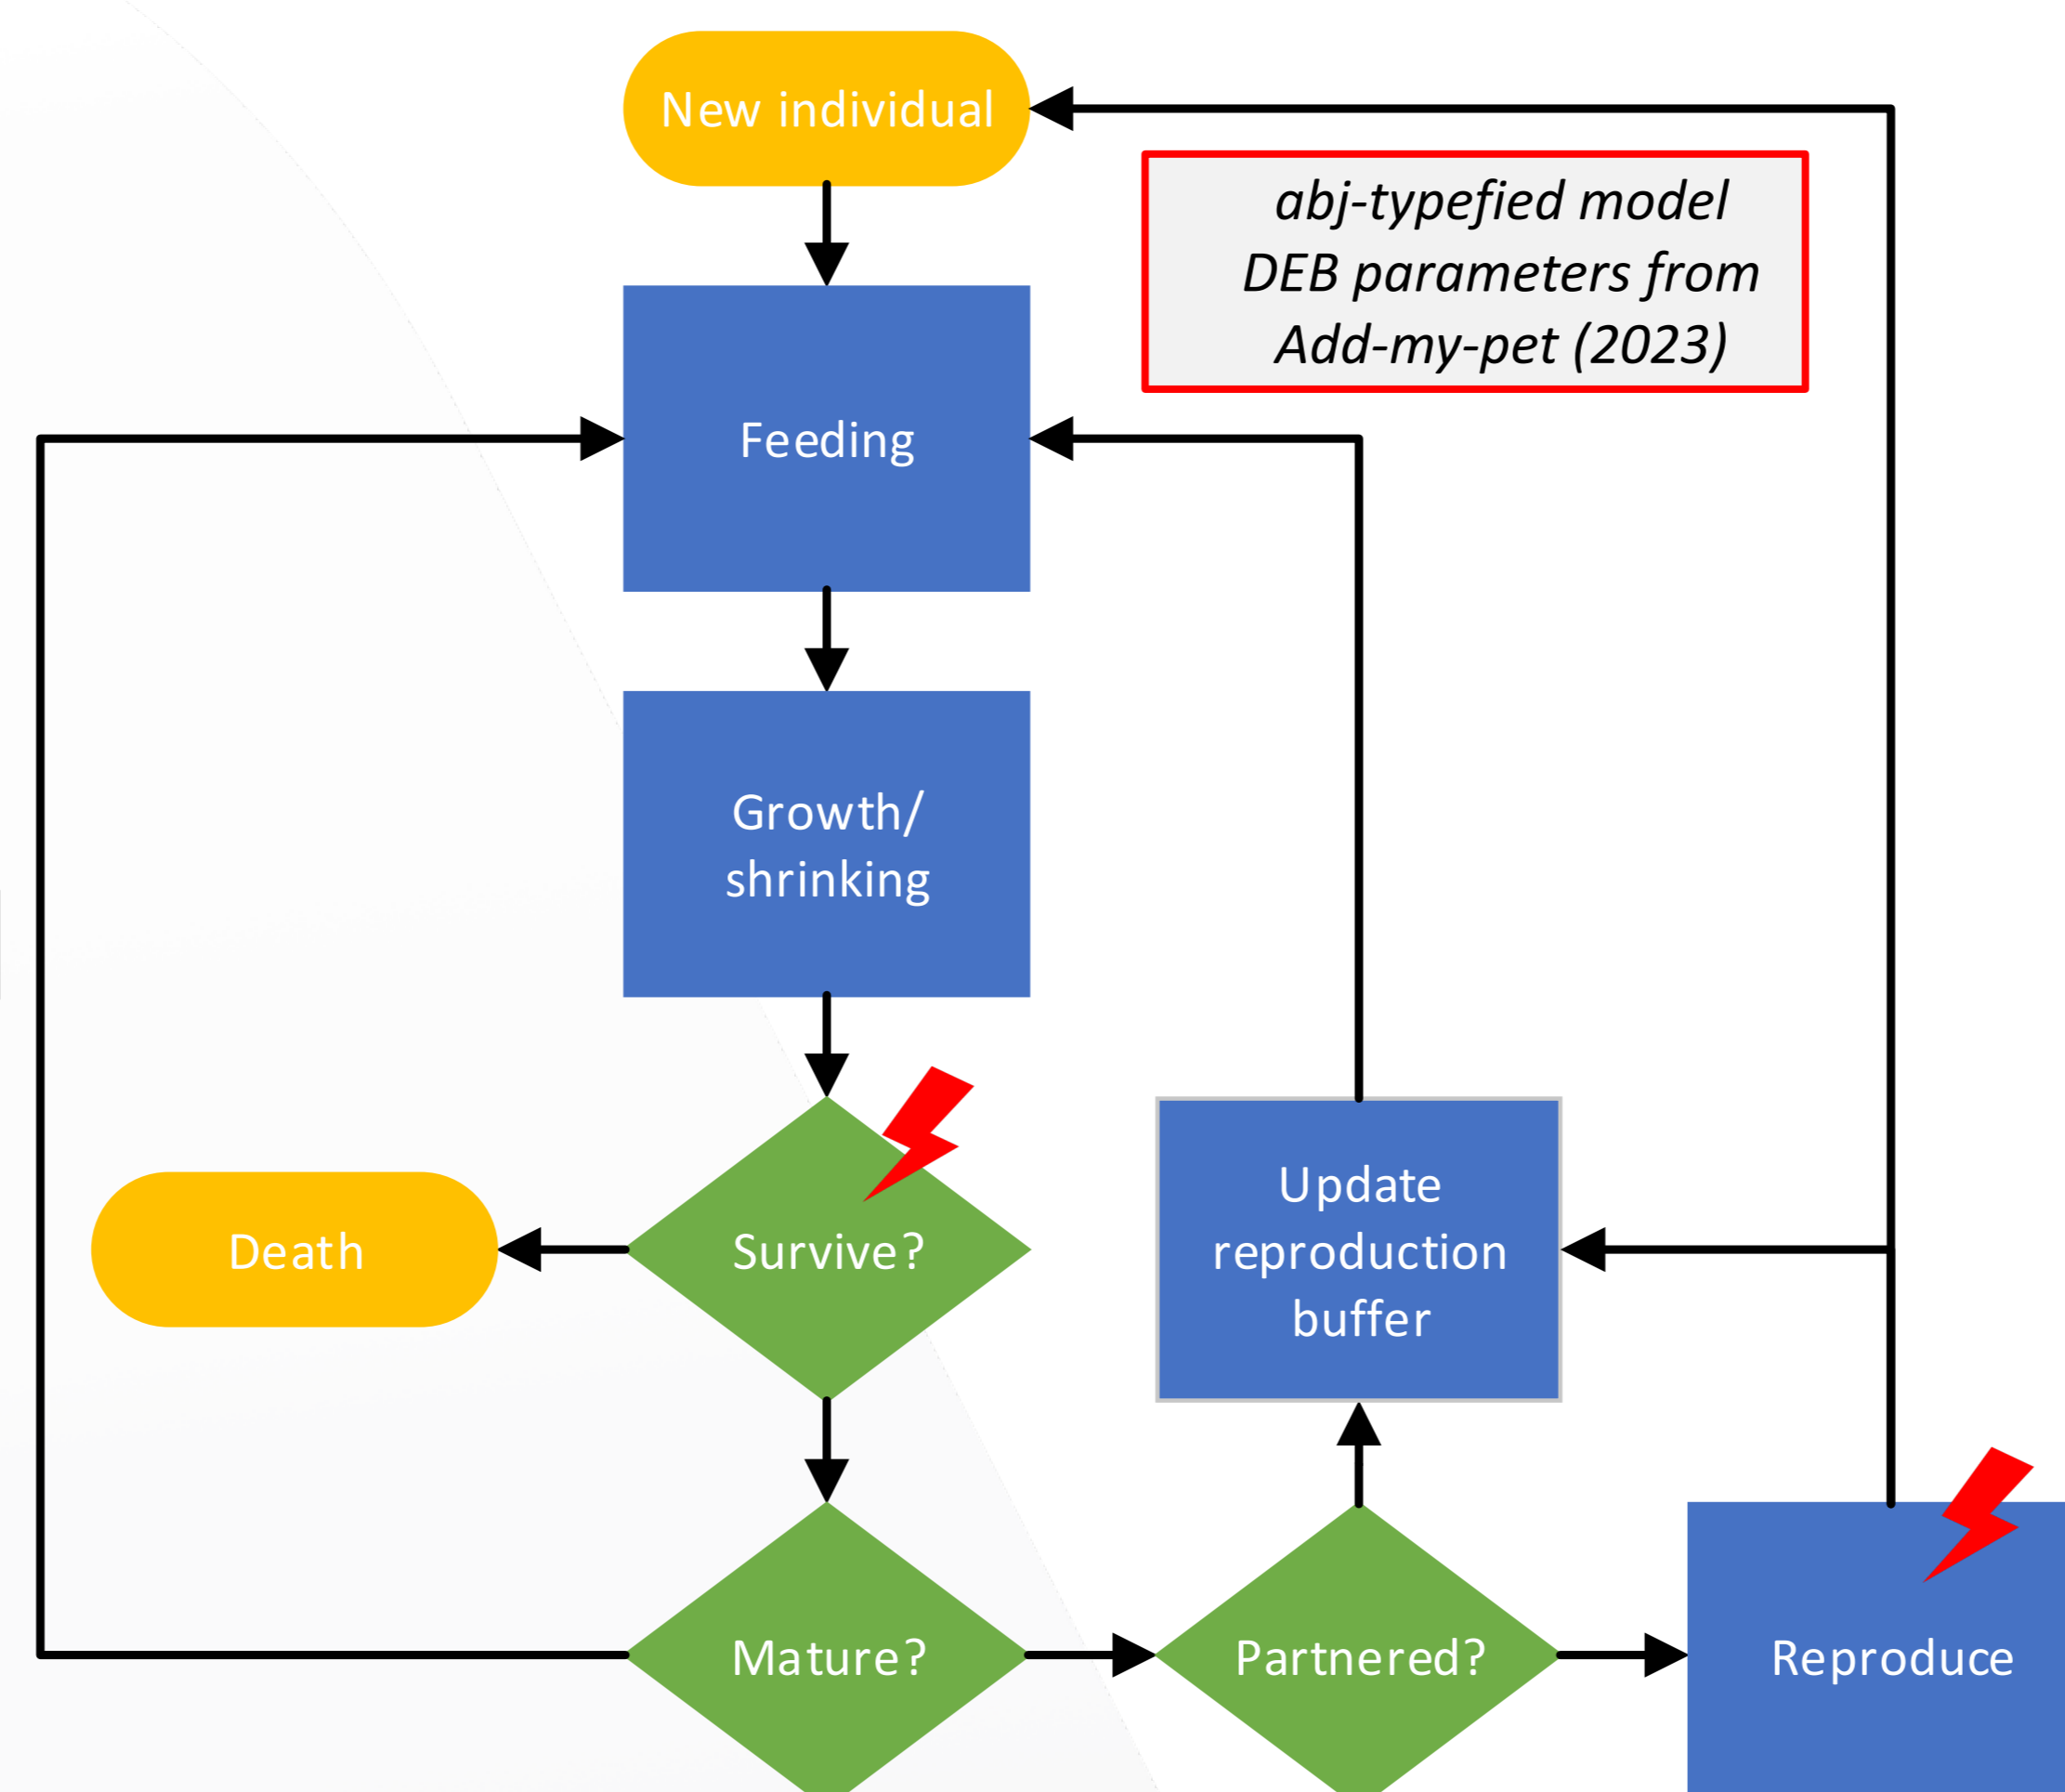 New individual
abj-typefied model
DEB parameters from
Add-my-pet (2023)
Feeding
Growth/
shrinking
Death
Survive?
Update
reproduction
buffer
Mature?
Partnered?
Reproduce